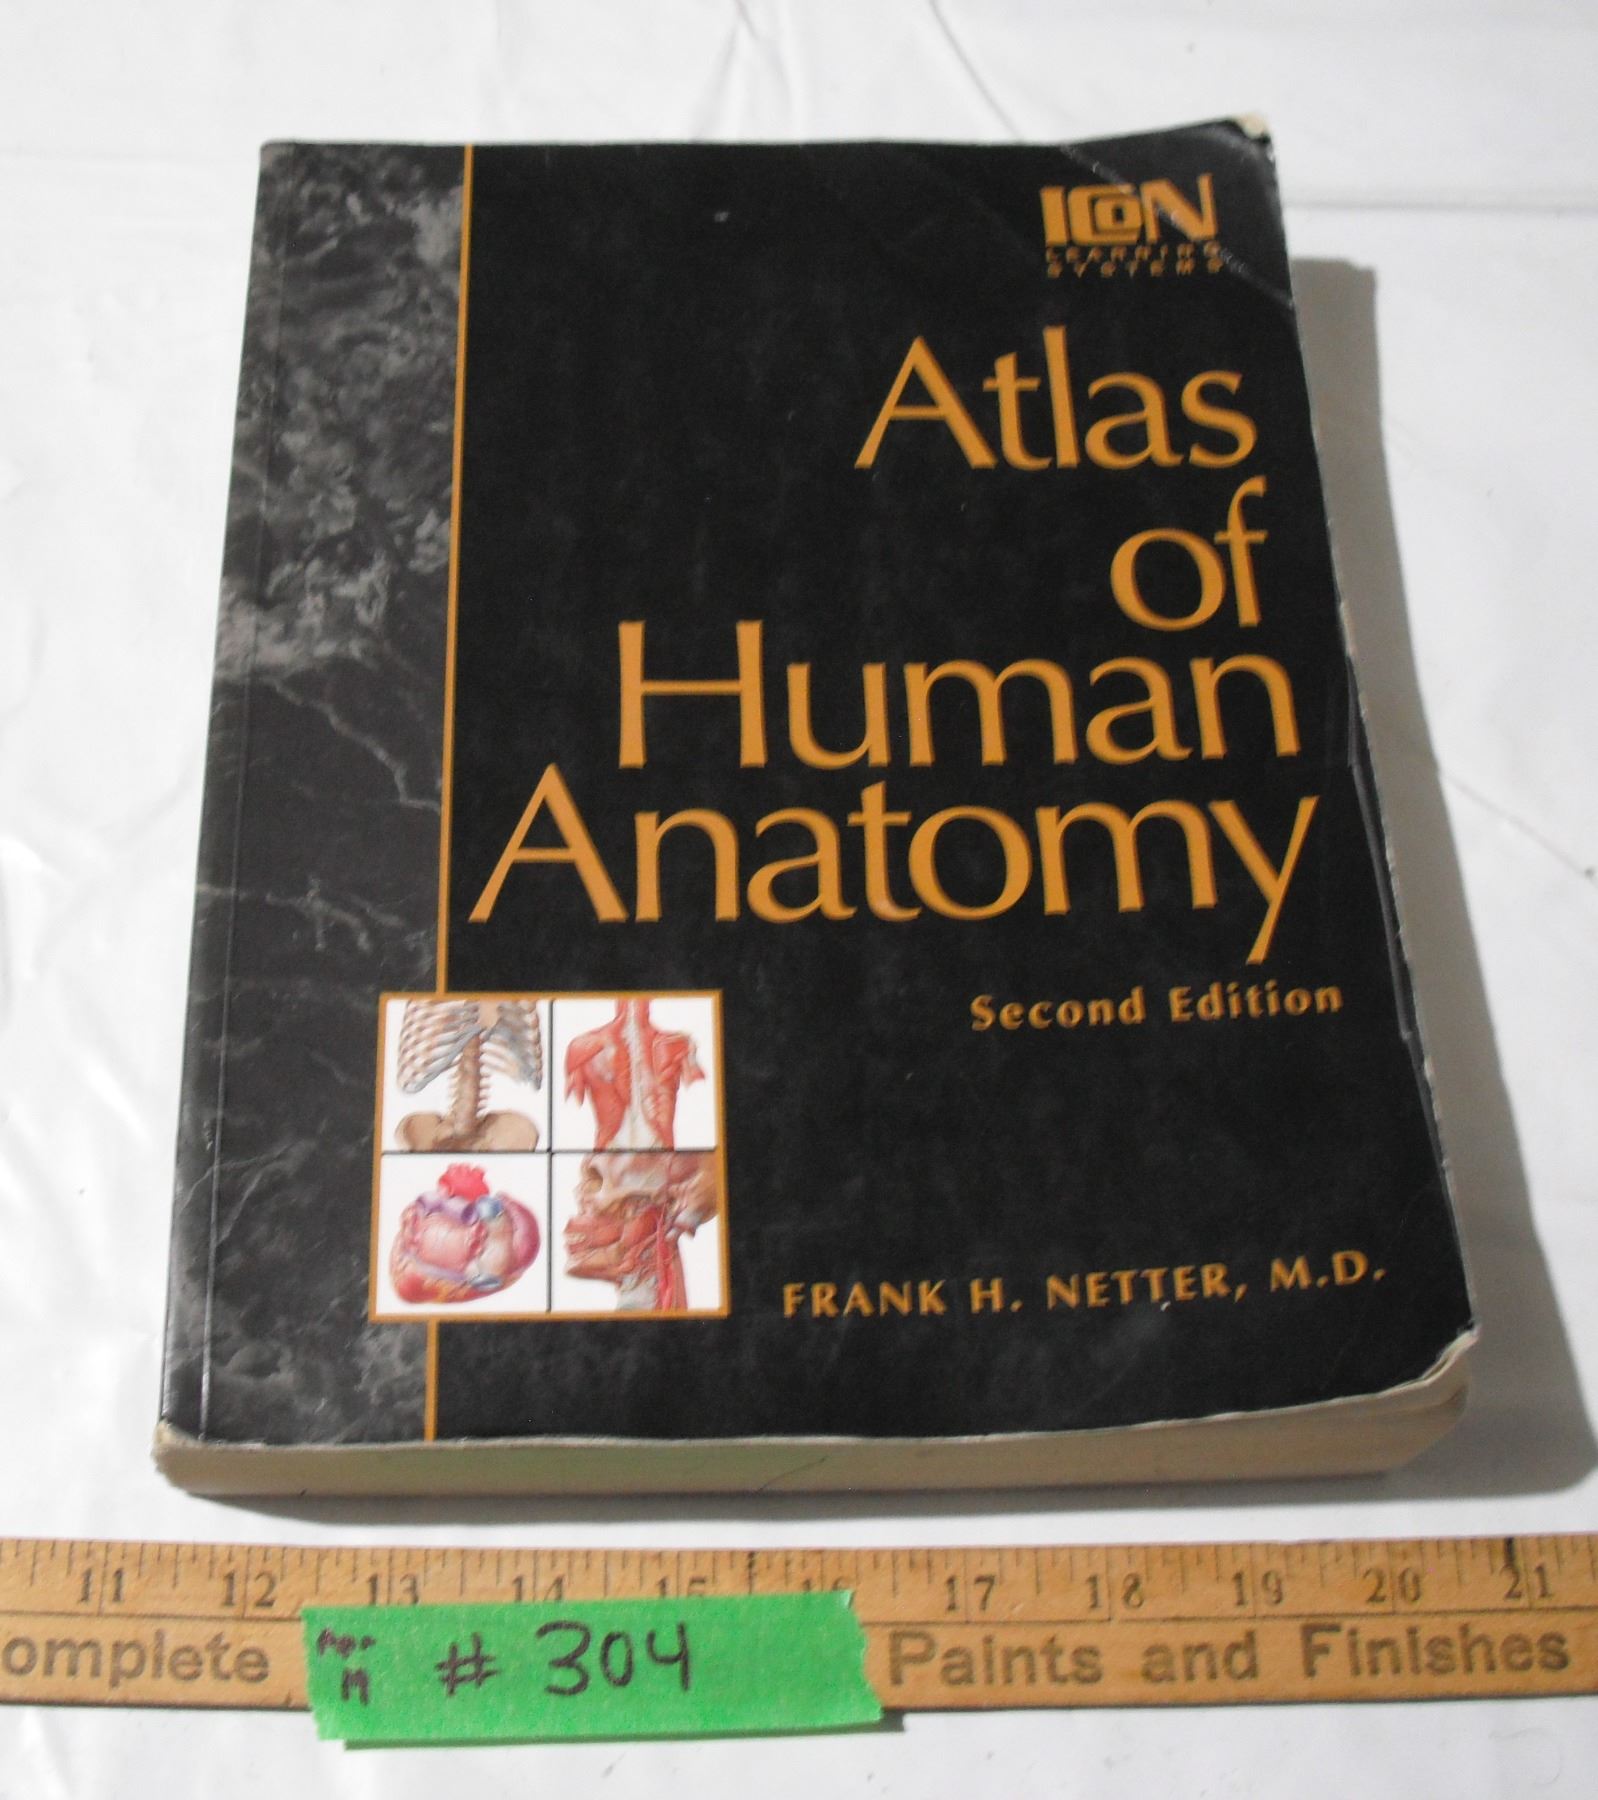 ICON
LEARNING
SYSTEMS
Atlas
of
Human
Anatomy
Second Edition
FRANK H. NETTER, M.D.
11 12 13 14 15 16 17 18 19 20 21
omplete
# 304
Paints and Finishes